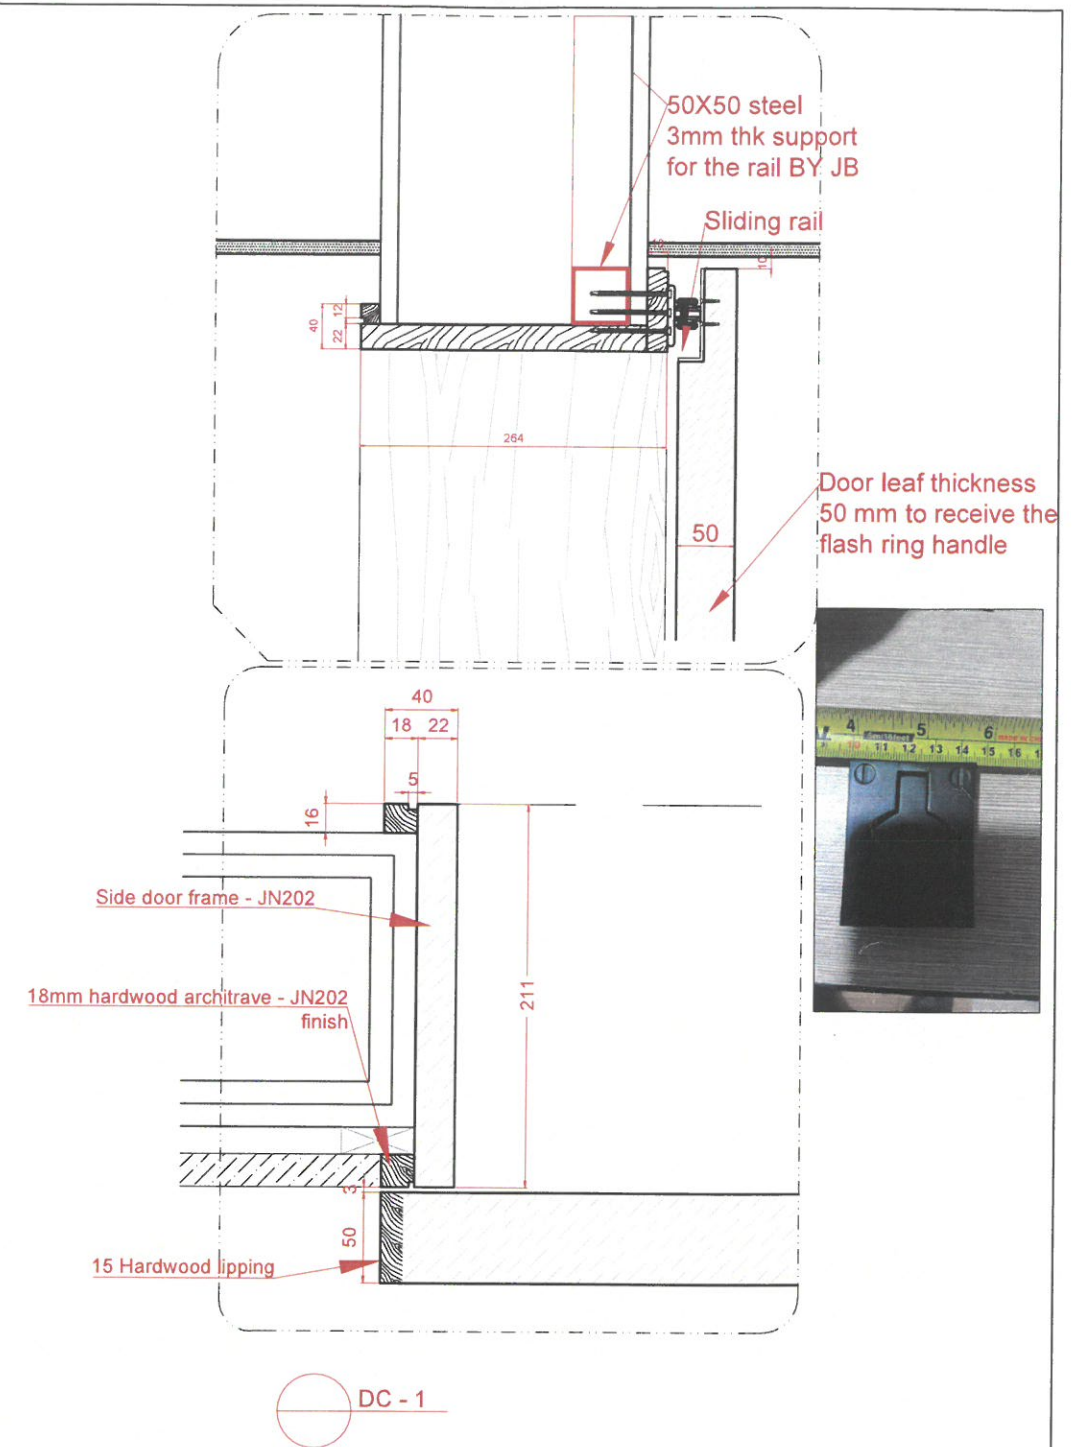 50X50 steel
3mm thk support
for the rail BY JB
Sliding rail
10
12
40
22
264
Door leaf thickness
50 mm to receive the
flash ring handle
50
40
18 22
5
16
Side door frame - JN202
18mm hardwood architrave - JN202
finish
211
3
50
15 Hardwood lipping
4 5 6
5m/16feet
10 11 12 13 14 15 16
DC - 1